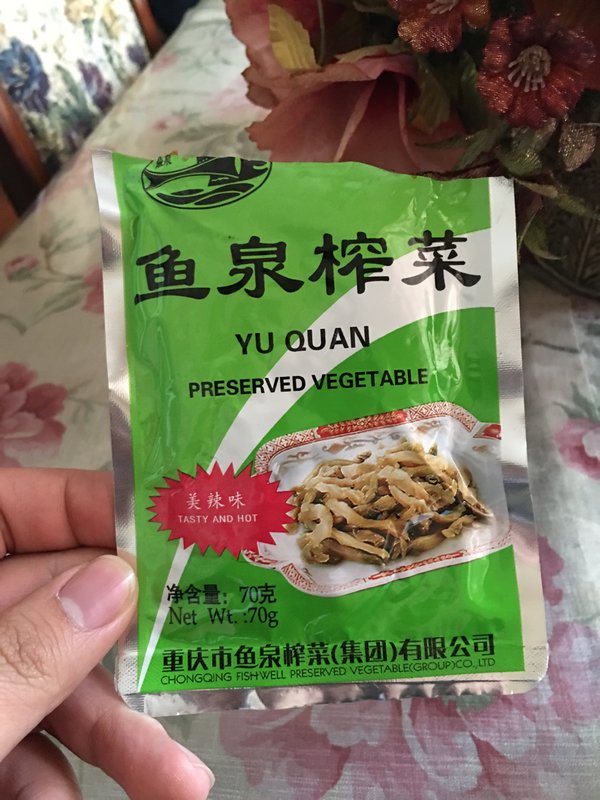 鱼泉榨菜
YU QUAN
PRESERVED VEGETABLE
美辣味
TASTY AND HOT
净含量：70克
Net Wt.:70g
重庆市鱼泉榨菜(集团)有限公司
CHONGQING FISHWELL PRESERVED VEGETABLE(GROUP)CO.,LTD